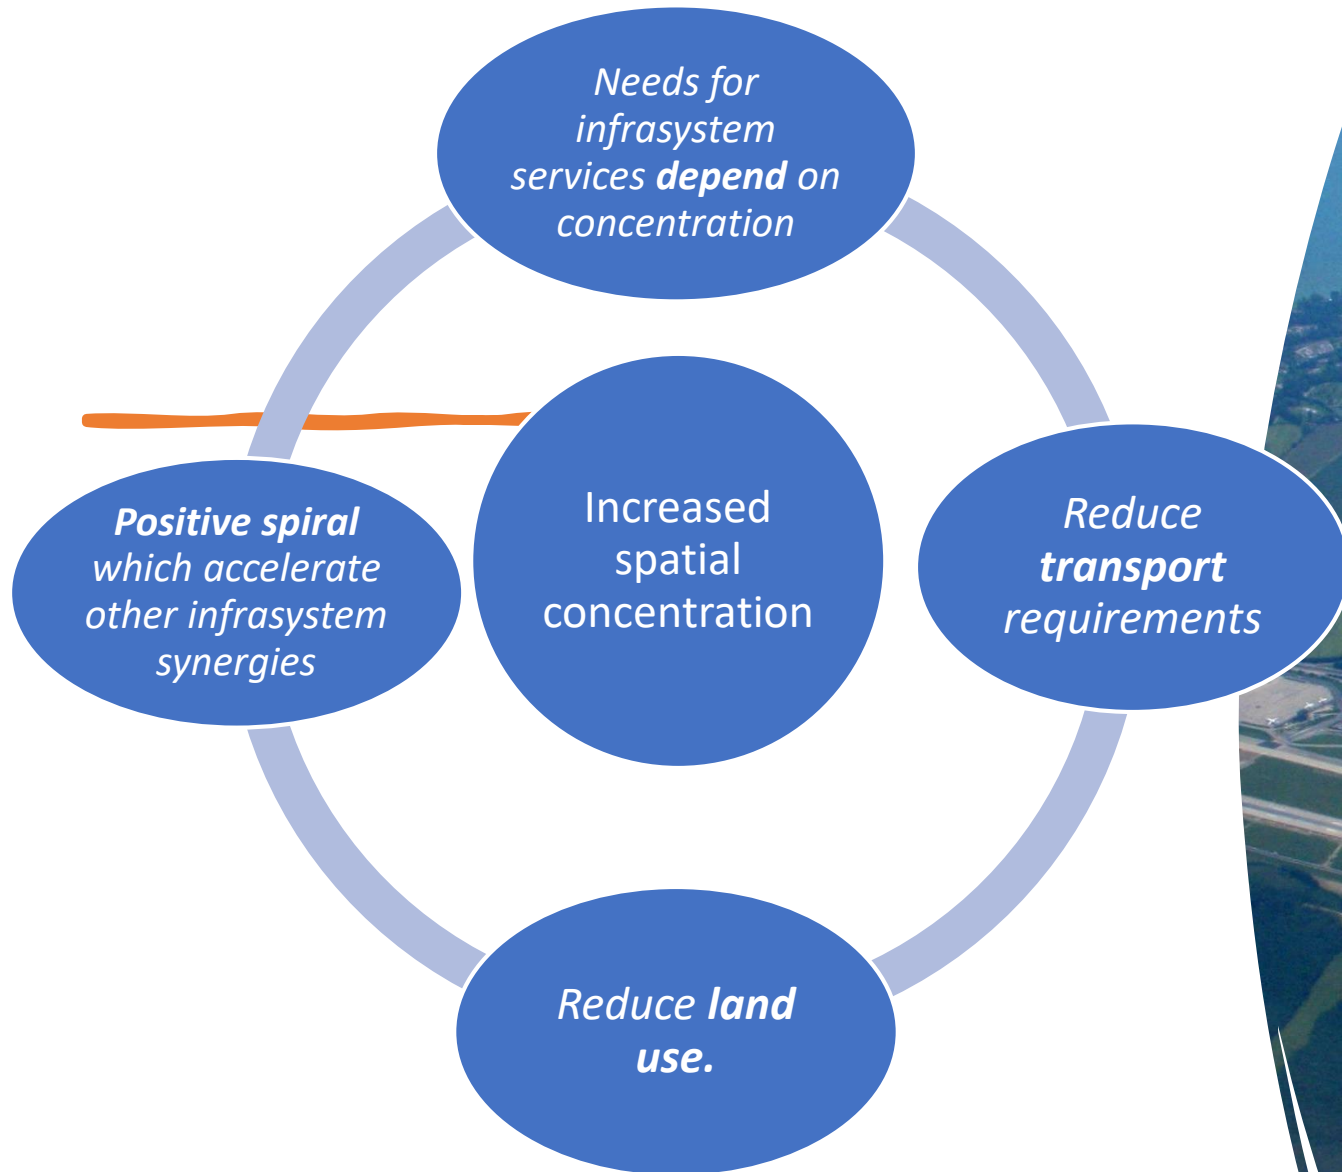 Needs for
infrasystem
services depend on
concentration
Increased
spatial
concentration
Reduce
transport
requirements
Positive spiral
which accelerate
other infrasystem
synergies
Reduce land
use.